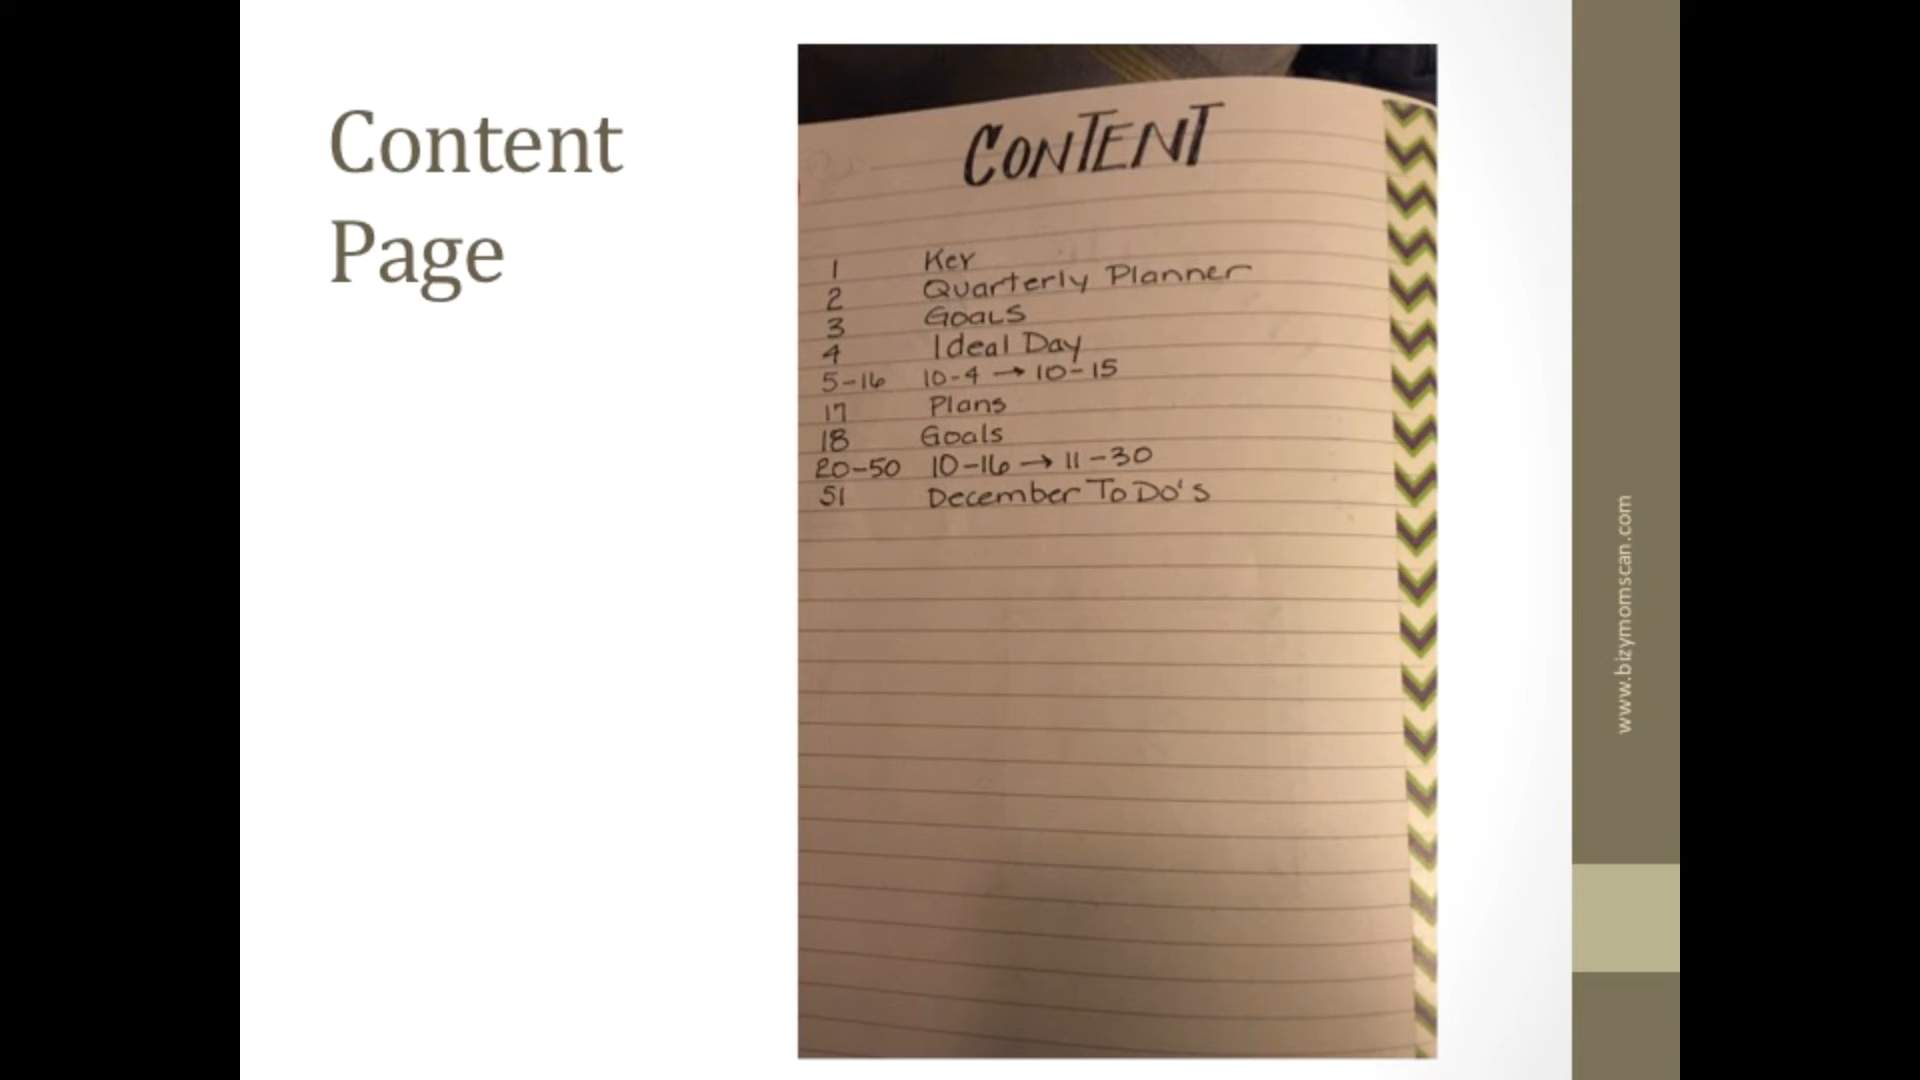 Content
Page
CONTENT
1 Key
2 Quarterly Planner
3 GOALS
4 Ideal Day
5-16 10-4 → 10-15
17 Plans
18 Goals
20-50 10-16 → 11-30
51 December To Do's
www.bizymomscan.com